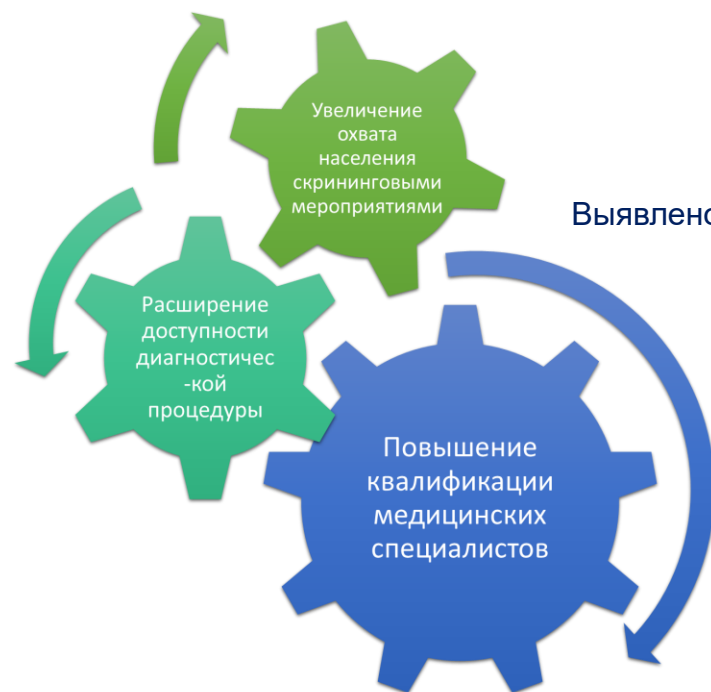 Увеличение
охвата
населения
скрининговыми
мероприятиями
Выявлено
Расширение
доступности
диагностичес
-кой
процедуры
Повышение
квалификации
медицинских
специалистов